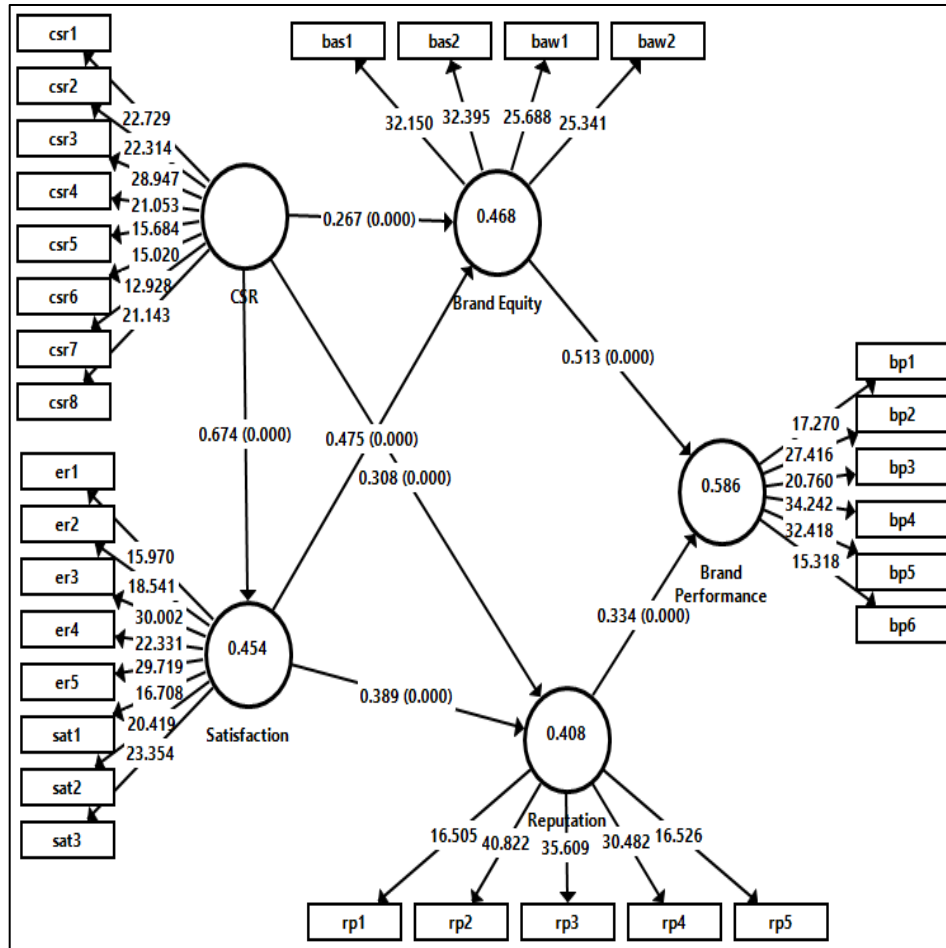 csr1
csr2
csr3
csr4
csr5
csr6
csr7
csr8
22.729
22.314
28.947
21.053
15.684
15.020
12.928
21.143
CSR
bas1
bas2
baw1
baw2
32.150
32.395
25.688
25.341
0.267 (0.000)
0.468
Brand Equity
0.513 (0.000)
0.674 (0.000)
0.475 (0.000)
0.308 (0.000)
er1
er2
er3
er4
er5
sat1
sat2
sat3
15.970
18.541
30.002
22.331
29.719
16.708
20.419
23.354
0.454
Satisfaction
0.389 (0.000)
0.334 (0.000)
0.586
Brand
Performance
17.270
27.416
20.760
34.242
32.418
15.318
bp1
bp2
bp3
bp4
bp5
bp6
0.408
Reputation
16.505
40.822
35.609
30.482
16.526
rp1
rp2
rp3
rp4
rp5